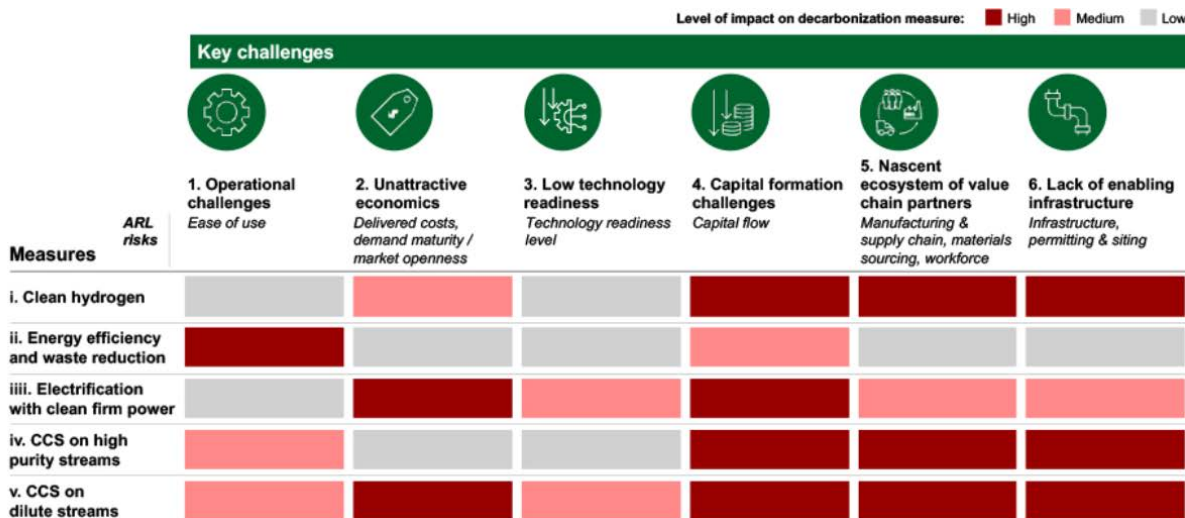 Level of impact on decarbonization measure: High Medium Low
Key challenges
1. Operational challenges
Ease of use
2. Unattractive economics
Delivered costs, demand maturity / market openness
3. Low technology readiness
Technology readiness level
4. Capital formation challenges
Capital flow
5. Nascent ecosystem of value chain partners
Manufacturing & supply chain, materials sourcing, workforce
6. Lack of enabling infrastructure
Infrastructure, permitting & siting
ARL risks
Measures
i. Clean hydrogen
ii. Energy efficiency
and waste reduction
iiii. Electrification
with clean firm power
iv. CCS on high
purity streams
v. CCS on
dilute streams